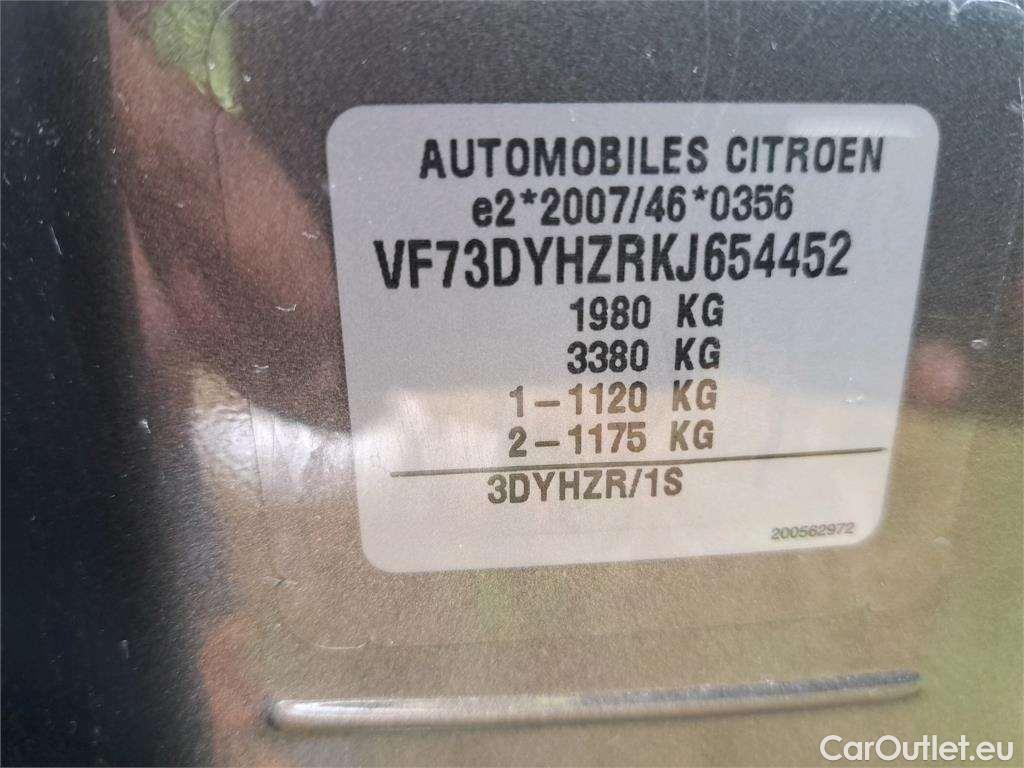 AUTOMOBILES CITROEN
e2*2007/46*0356
VF73DYHZRKJ654452
1980 KG
3380 KG
1-1120 KG
2-1175 KG
3DYHZR/1S
200562972
CarOutlet.eu